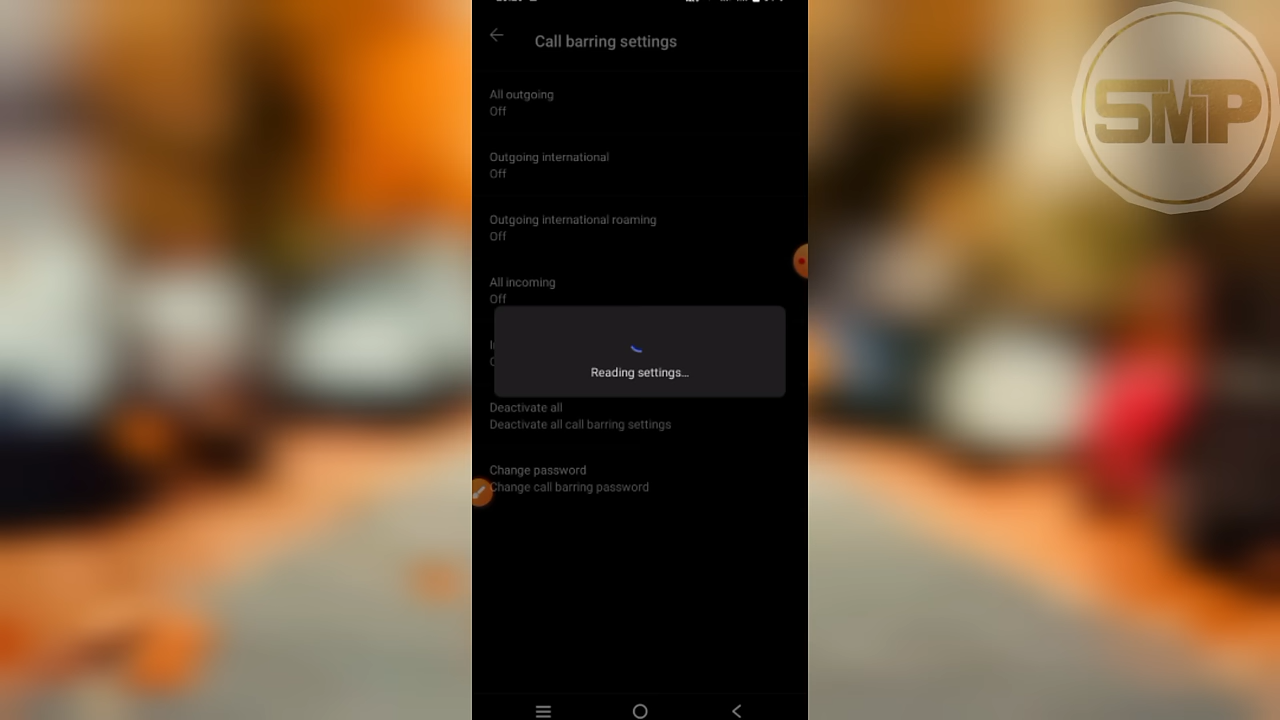 SMP
Call barring settings
All outgoing
Off
Outgoing international
Off
Outgoing international roaming
Off
All incoming
Off
Reading settings…
Deactivate all
Deactivate all call barring settings
Change password
Change call barring password